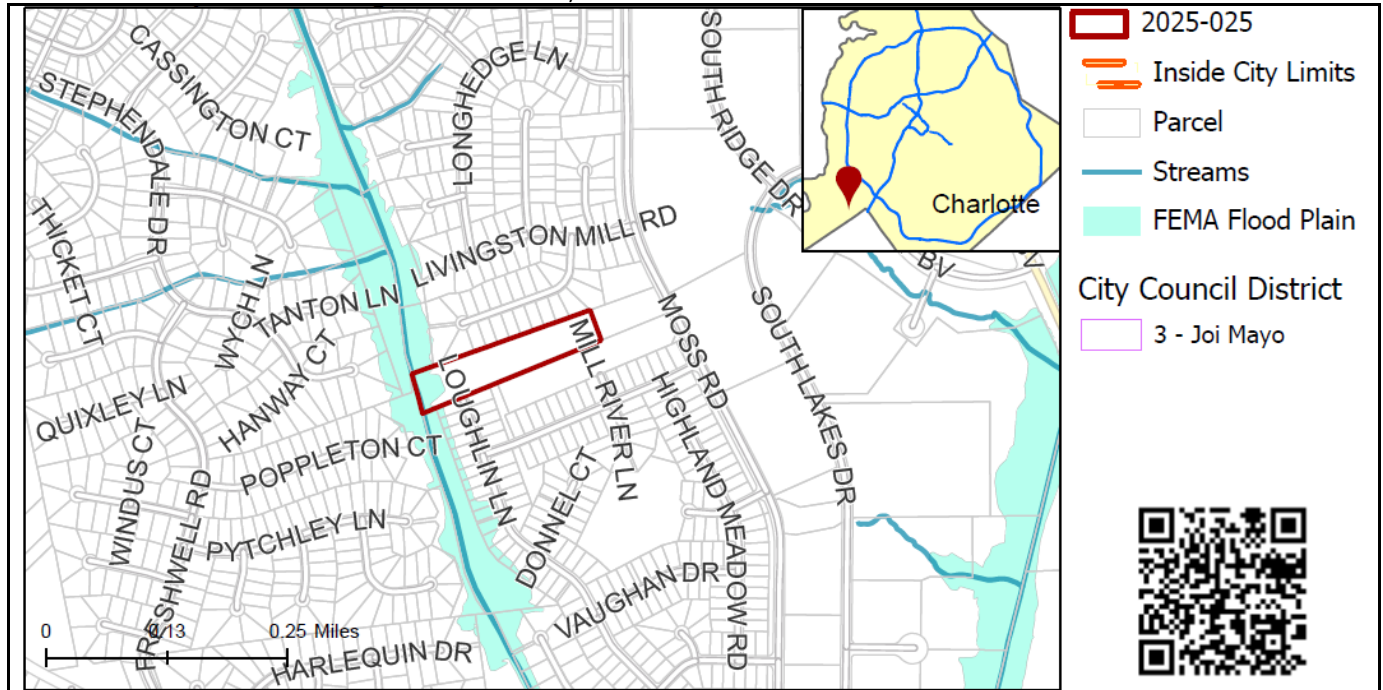 CASSINGTON CT
STEPHENDALE DR
LONGHEDGE LN
SOUTH RIDGE DR
THICKET CT
WYCH LN
TANTON LN
LIVINGSTON MILL RD
HANWAY CT
QUIXLEY LN
WINDUS CT
POPPLETON CT
LOUGHLIN LN
MILL RIVER LN
MOSS RD
HIGHLAND MEADOW RD
SOUTH LAKES DR
BV
V
FRESHWELL RD
PYTCHLEY LN
DONNEL CT
VAUGHAN DR
HARLEQUIN DR
0
0.13
0.25 Miles
Charlotte
2025-025
Inside City Limits
Parcel
Streams
FEMA Flood Plain
City Council District
3 - Joi Mayo